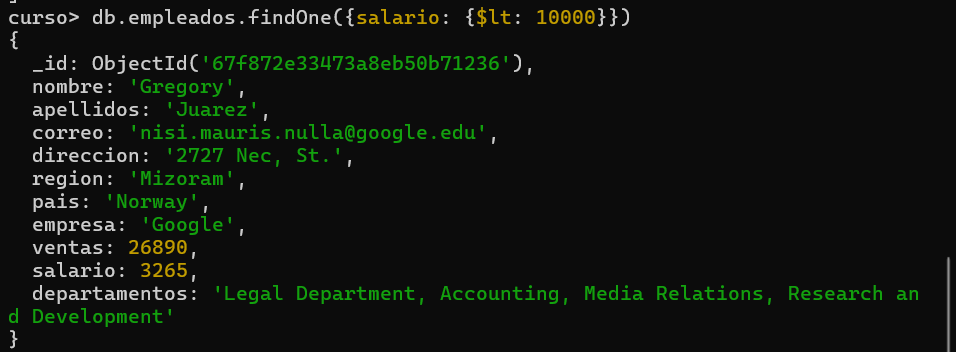 curso> db.empleados.findOne({salario: {$lt: 10000}})
{
  _id: ObjectId('67f872e33473a8eb50b71236'),
  nombre: 'Gregory',
  apellidos: 'Juarez',
  correo: 'nisi.mauris.nulla@google.edu',
  direccion: '2727 Nec, St.',
  region: 'Mizoram',
  pais: 'Norway',
  empresa: 'Google',
  ventas: 26890,
  salario: 3265,
  departamentos: 'Legal Department, Accounting, Media Relations, Research an
d Development'
}